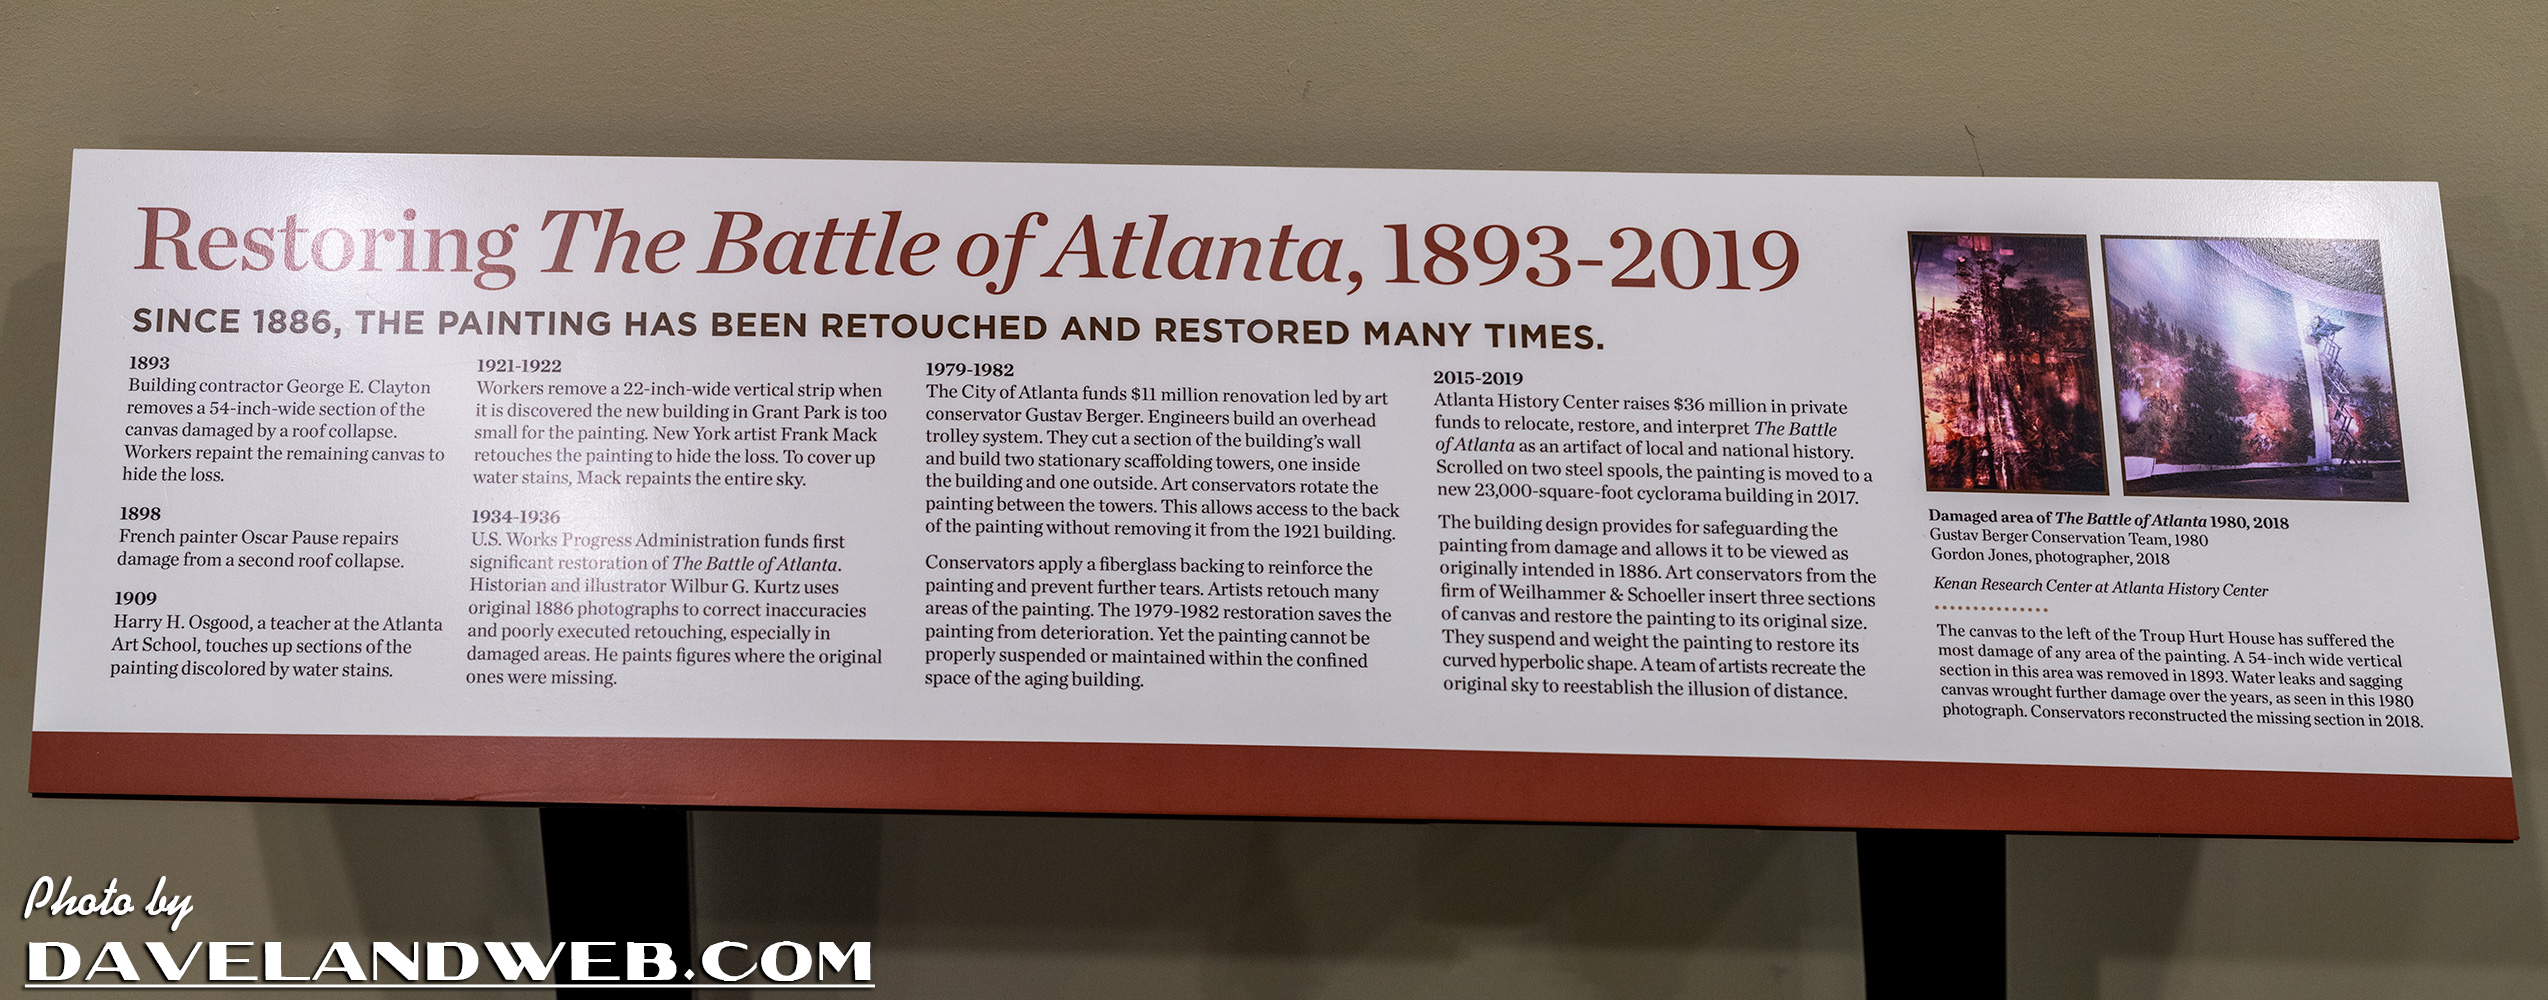 Restoring The Battle of Atlanta, 1893-2019
SINCE 1886, THE PAINTING HAS BEEN RETOUCHED AND RESTORED MANY TIMES.
1893
Building contractor George E. Clayton
removes a 54-inch-wide section of the
canvas damaged by a roof collapse.
Workers repaint the remaining canvas to
hide the loss.
1898
French painter Oscar Pause repairs
damage from a second roof collapse.
1909
Harry H. Osgood, a teacher at the Atlanta
Art School, touches up sections of the
painting discolored by water stains.
1921-1922
Workers remove a 22-inch-wide vertical strip when
it is discovered the new building in Grant Park is too
small for the painting. New York artist Frank Mack
retouches the painting to hide the loss. To cover up
water stains, Mack repaints the entire sky.
1934-1936
U.S. Works Progress Administration funds first
significant restoration of The Battle of Atlanta.
Historian and illustrator Wilbur G. Kurtz uses
original 1886 photographs to correct inaccuracies
and poorly executed retouching, especially in
damaged areas. He paints figures where the original
ones were missing.
1979-1982
The City of Atlanta funds $11 million renovation led by art
conservator Gustav Berger. Engineers build an overhead
trolley system. They cut a section of the building's wall
and build two stationary scaffolding towers, one inside
the building and one outside. Art conservators rotate the
painting between the towers. This allows access to the back
of the painting without removing it from the 1921 building.
Conservators apply a fiberglass backing to reinforce the
painting and prevent further tears. Artists retouch many
areas of the painting. The 1979-1982 restoration saves the
painting from deterioration. Yet the painting cannot be
properly suspended or maintained within the confined
space of the aging building.
2015-2019
Atlanta History Center raises $36 million in private
funds to relocate, restore, and interpret The Battle
of Atlanta as an artifact of local and national history.
Scrolled on two steel spools, the painting is moved to a
new 23,000-square-foot cyclorama building in 2017.
The building design provides for safeguarding the
painting from damage and allows it to be viewed as
originally intended in 1886. Art conservators from the
firm of Weilhammer & Schoeller insert three sections
of canvas and restore the painting to its original size.
They suspend and weight the painting to restore its
curved hyperbolic shape. A team of artists recreate the
original sky to reestablish the illusion of distance.
Damaged area of The Battle of Atlanta 1980, 2018
Gustav Berger Conservation Team, 1980
Gordon Jones, photographer, 2018
Kenan Research Center at Atlanta History Center
The canvas to the left of the Troup Hurt House has suffered the
most damage of any area of the painting. A 54-inch wide vertical
section in this area was removed in 1893. Water leaks and sagging
canvas wrought further damage over the years, as seen in this 1980
photograph. Conservators reconstructed the missing section in 2018.
Photo by
DAVELANDWEB.COM